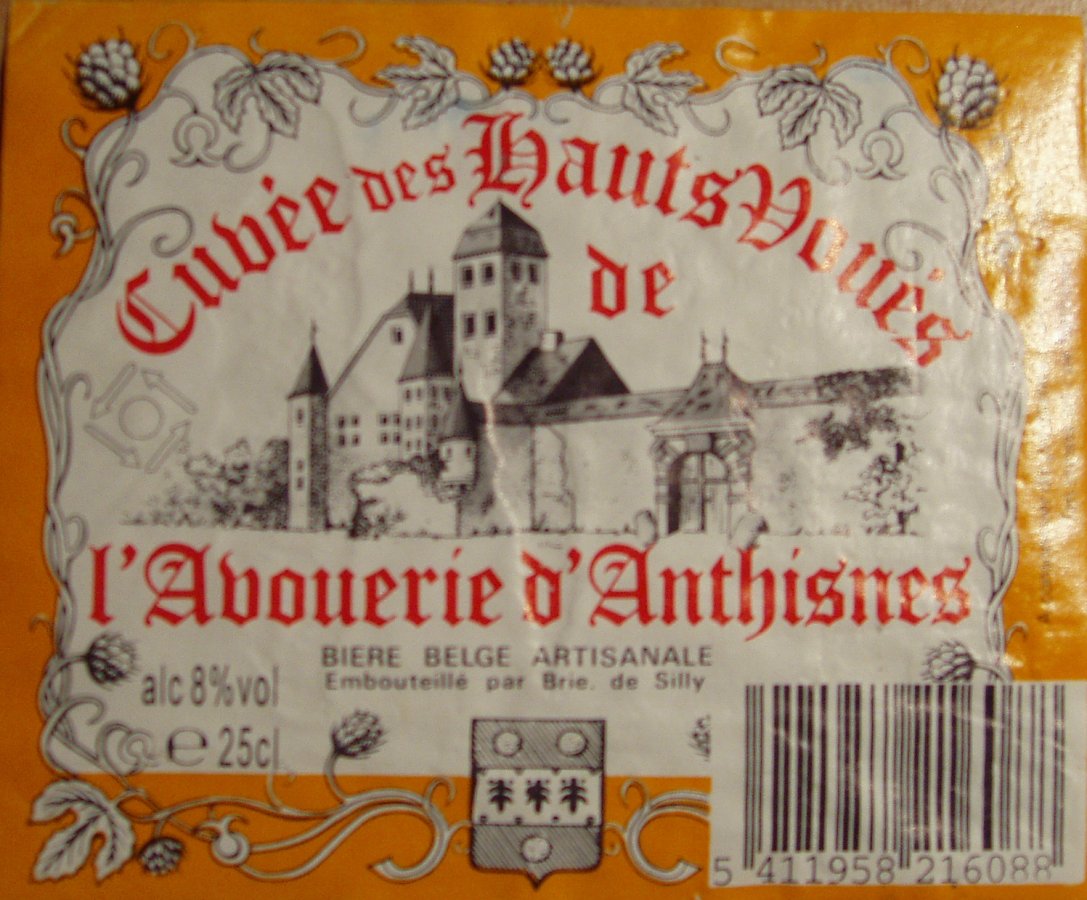 Cuvée des Hauts Voués
de
l'Avouerie d'Anthisnes
BIERE BELGE ARTISANALE
Embouteillé par Brie. de Silly
alc 8%vol
e 25cl
5 411958 216088